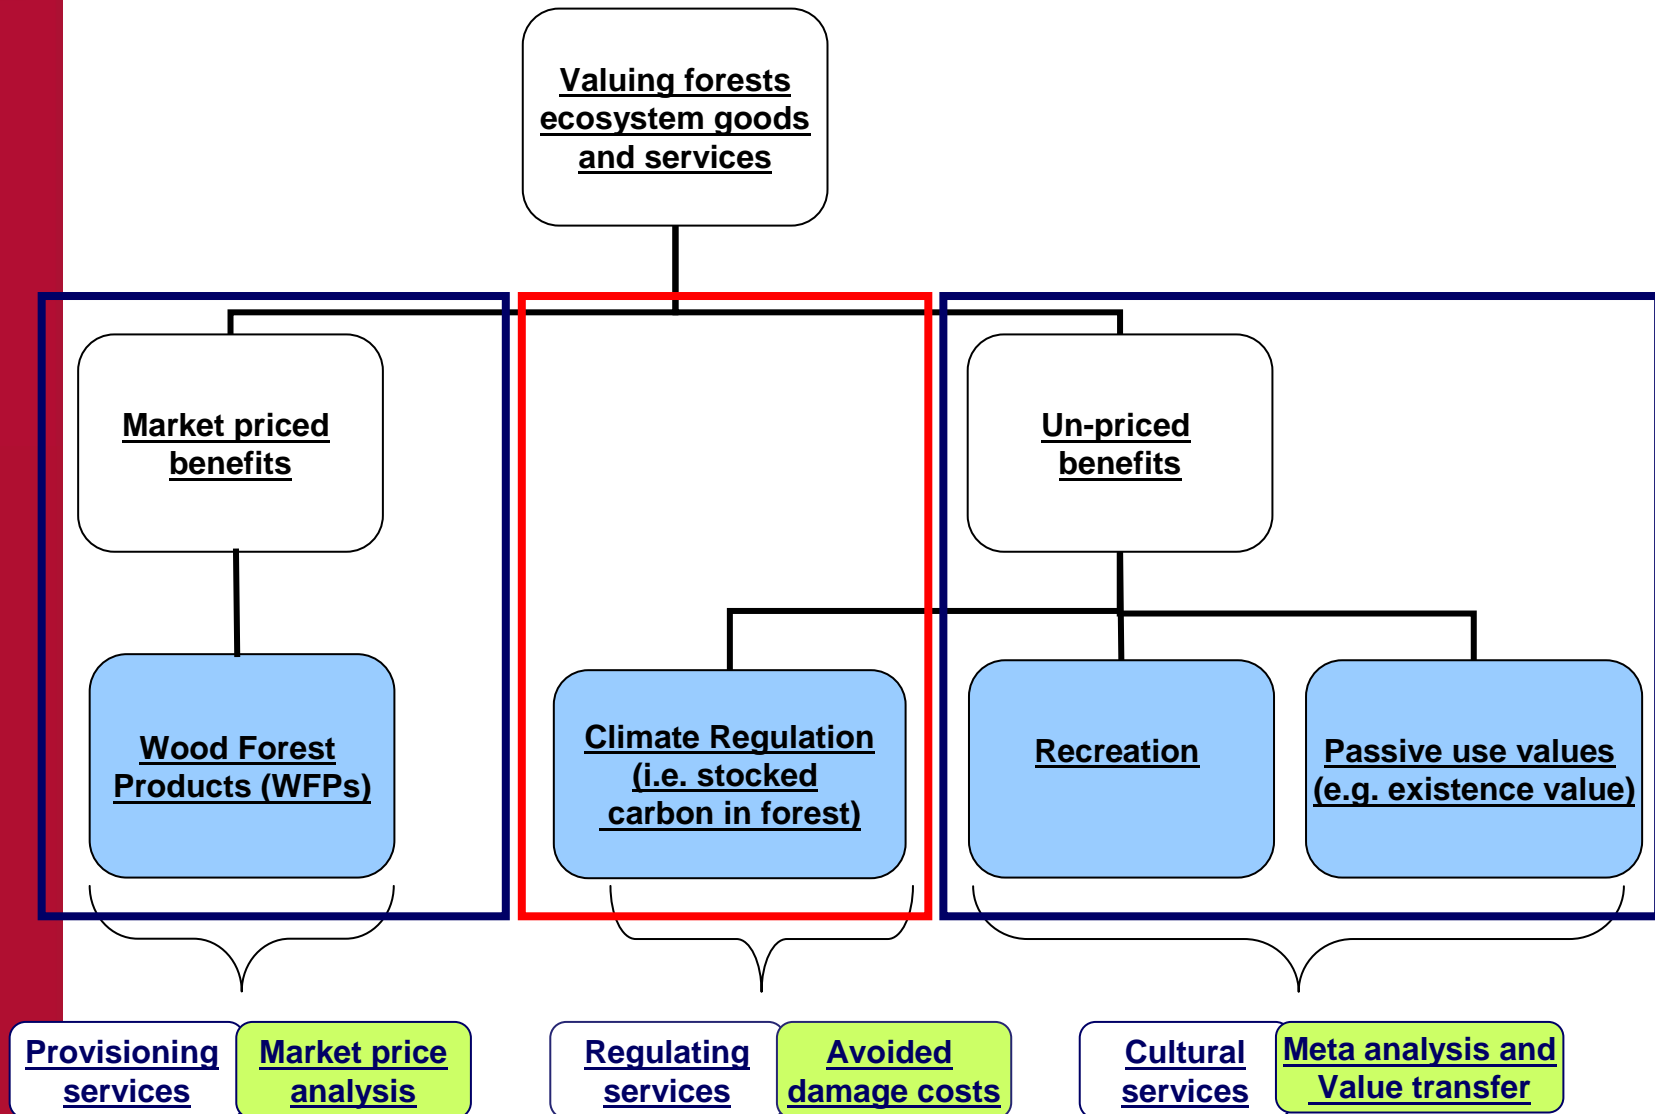 Valuing forests
ecosystem goods
and services
Market priced
benefits
Un-priced
benefits
Wood Forest
Products (WFPs)
Climate Regulation
(i.e. stocked
carbon in forest)
Recreation
Passive use values
(e.g. existence value)
Provisioning
services
Market price
analysis
Regulating
services
Avoided
damage costs
Cultural
services
Meta analysis and
Value transfer